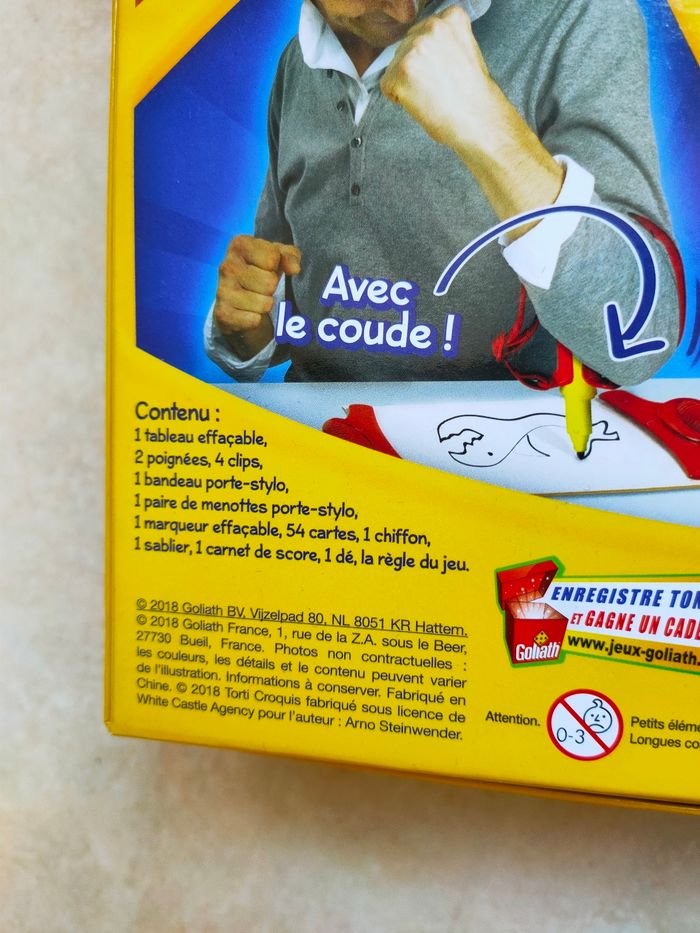 Avec
le coude !
Contenu :
1 tableau effaçable,
2 poignées, 4 clips,
1 bandeau porte-stylo,
1 paire de menottes porte-stylo,
1 marqueur effaçable, 54 cartes, 1 chiffon,
1 sablier, 1 carnet de score, 1 dé, la règle du jeu.
© 2018 Goliath BV, Vijzelpad 80, NL 8051 KR Hattem.
© 2018 Goliath France, 1, rue de la Z.A. sous le Beer,
27730 Bueil, France. Photos non contractuelles :
les couleurs, les détails et le contenu peuvent varier
de l'illustration. Informations à conserver. Fabriqué en
Chine. © 2018 Torti Croquis fabriqué sous licence de
White Castle Agency pour l'auteur : Arno Steinwender.
ENREGISTRE TON
ET GAGNE UN CADE
www.jeux-goliath.
Goliath
Attention.
0-3
Petits éléme
Longues co